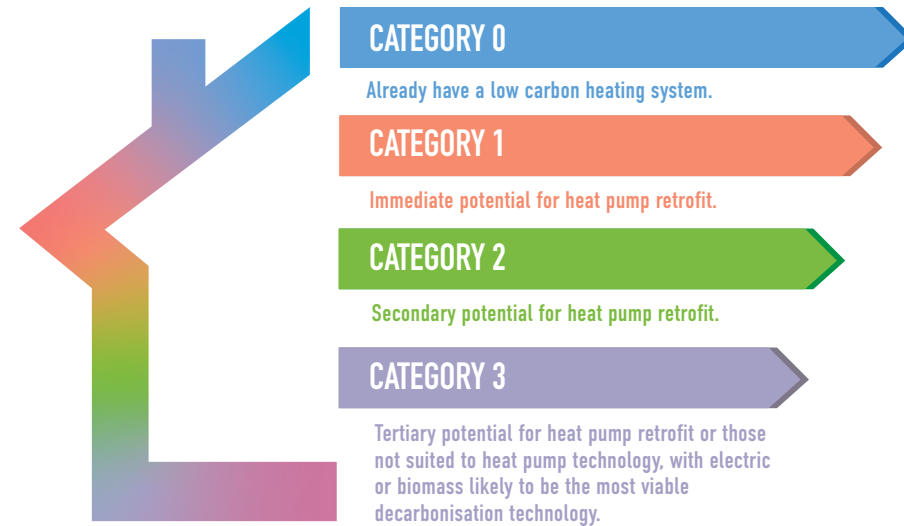 CATEGORY 0
Already have a low carbon heating system.
CATEGORY 1
Immediate potential for heat pump retrofit.
CATEGORY 2
Secondary potential for heat pump retrofit.
CATEGORY 3
Tertiary potential for heat pump retrofit or those
not suited to heat pump technology, with electric
or biomass likely to be the most viable
decarbonisation technology.